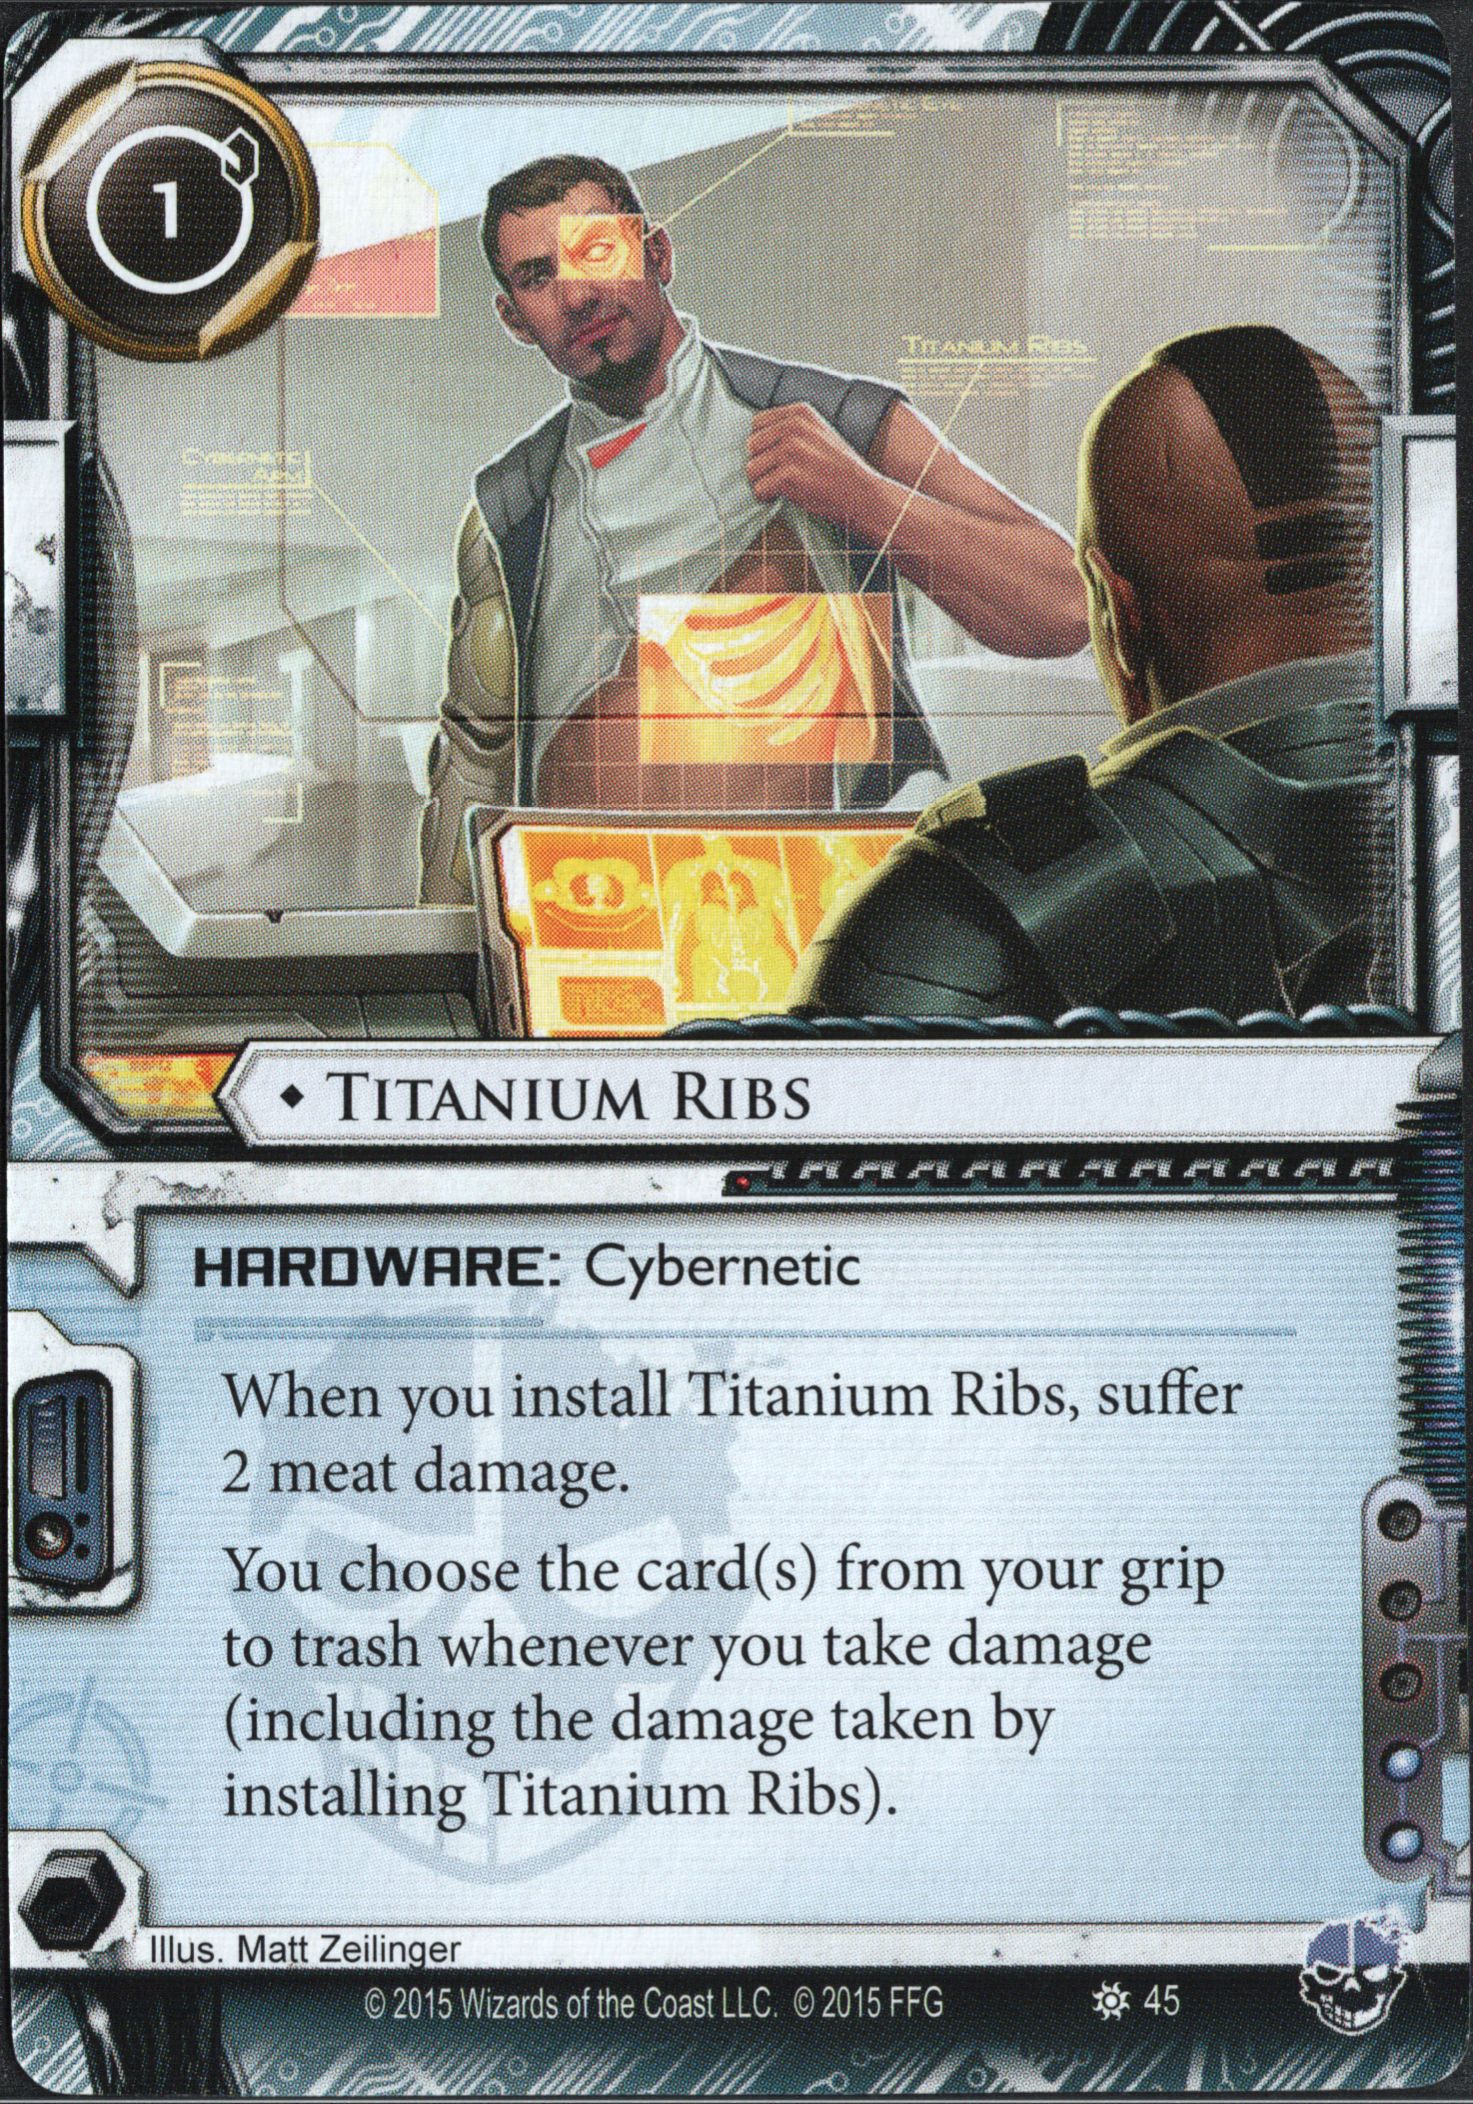 1
TITANIUM RIBS
CYBERNETIC
◆ TITANIUM RIBS
HARDWARE: Cybernetic
When you install Titanium Ribs, suffer
2 meat damage.
You choose the card(s) from your grip
to trash whenever you take damage
(including the damage taken by
installing Titanium Ribs).
Illus. Matt Zeilinger
© 2015 Wizards of the Coast LLC. © 2015 FFG
45